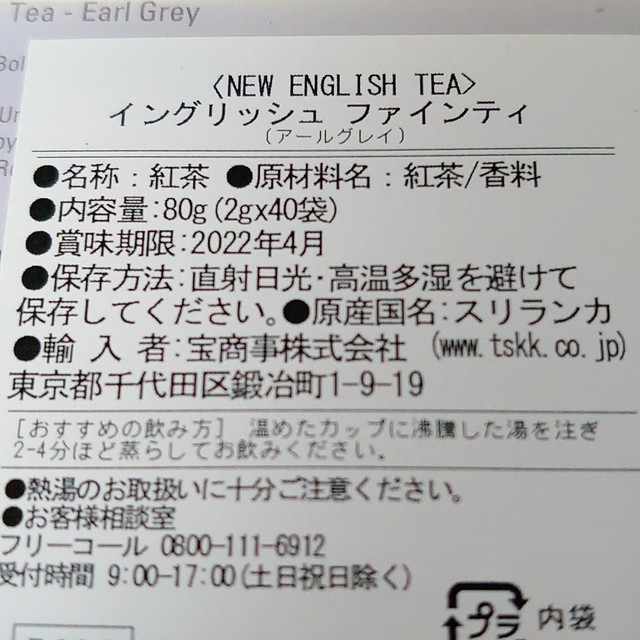 Tea - Earl Grey
〈NEW ENGLISH TEA〉
イングリッシュ ファインティ
(アールグレイ)
●名称：紅茶 ●原材料名：紅茶/香料
●内容量:80g(2gx40袋)
●賞味期限:2022年4月
●保存方法:直射日光・高温多湿を避けて
保存してください。●原産国名:スリランカ
●輸 入 者:宝商事株式会社 (www.tskk.co.jp)
東京都千代田区鍛冶町1-9-19
[おすすめの飲み方] 温めたカップに沸騰した湯を注ぎ
2-4分ほど蒸らしてお飲みください。
●熱湯のお取扱いに十分ご注意ください。
●お客様相談室
フリーコール 0800-111-6912
受付時間 9:00-17:00(土日祝日除く)
プラ 内袋